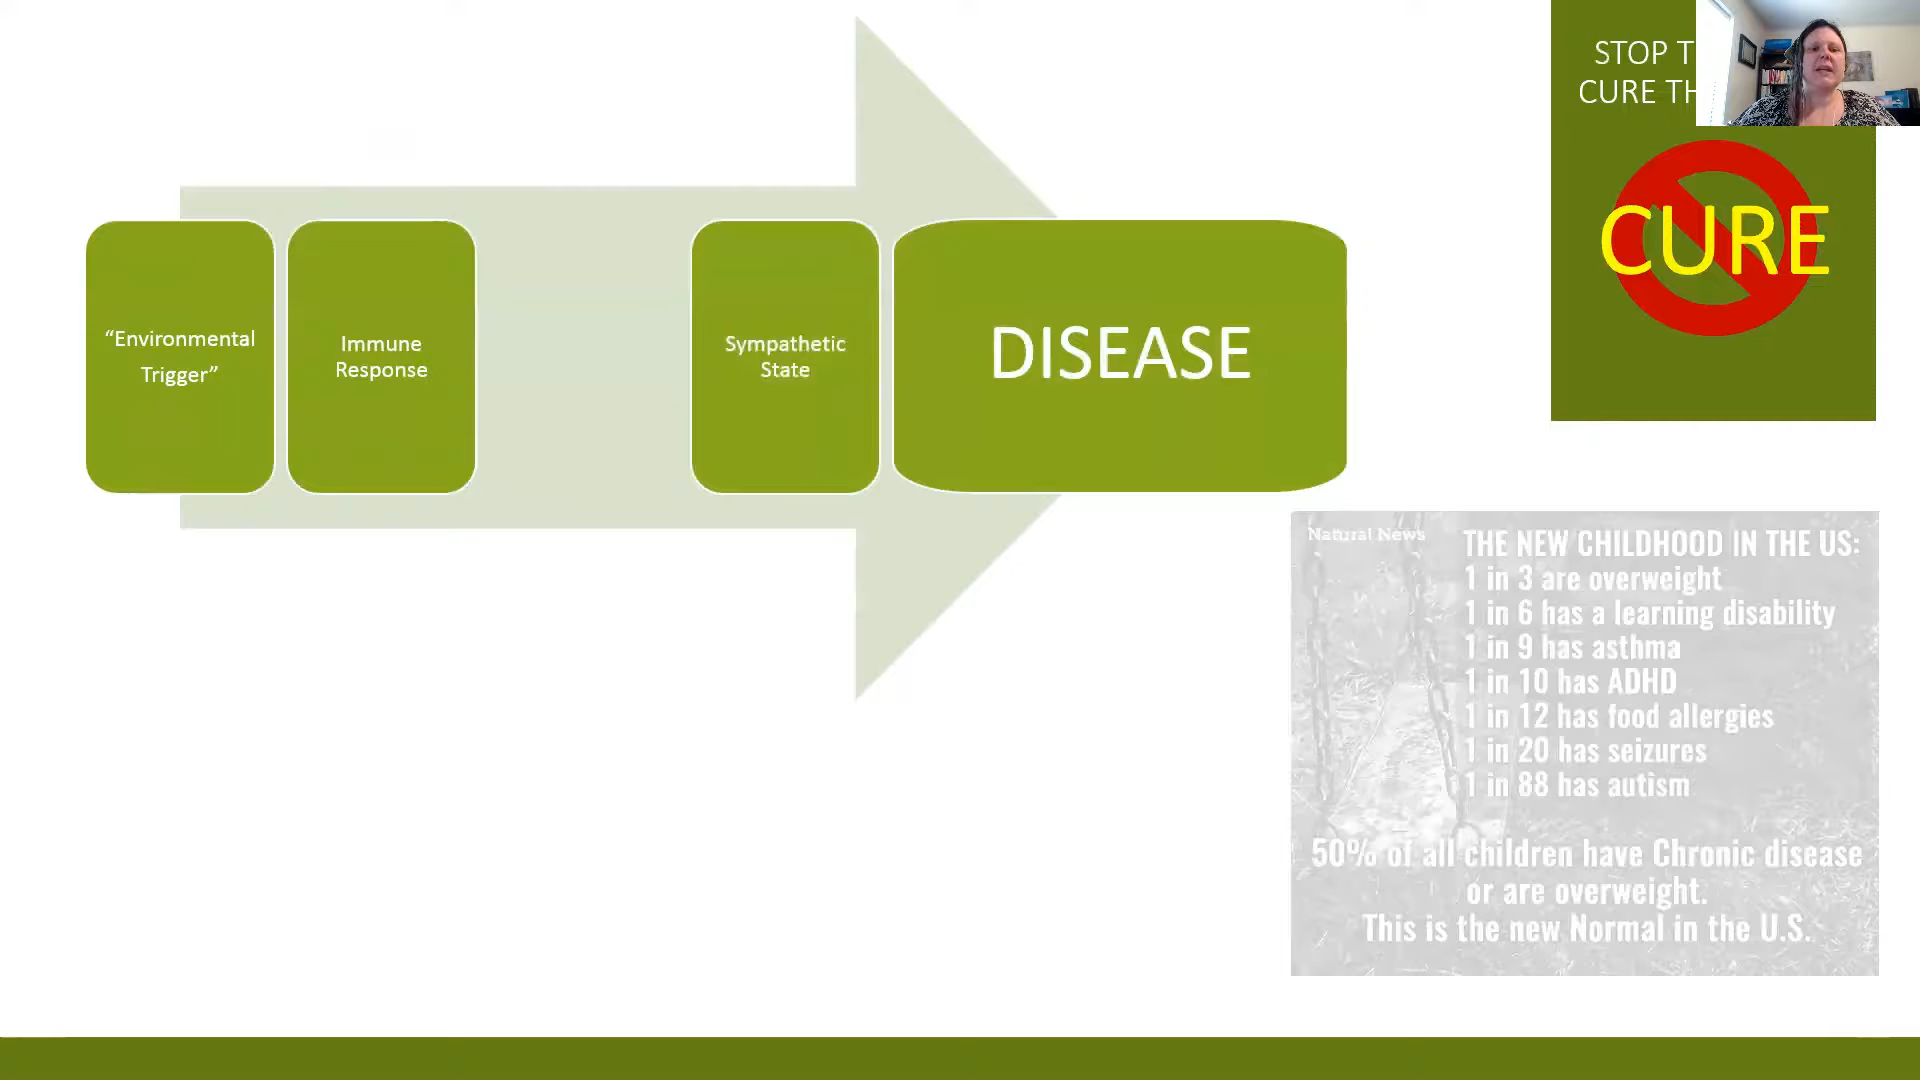 STOP T
CURE TH
CURE
“Environmental
Trigger”
Immune
Response
Sympathetic
State
DISEASE
Natural News
THE NEW CHILDHOOD IN THE US:
1 in 3 are overweight
1 in 6 has a learning disability
1 in 9 has asthma
1 in 10 has ADHD
1 in 12 has food allergies
1 in 20 has seizures
1 in 88 has autism
50% of all children have Chronic disease
or are overweight.
This is the new Normal in the U.S.